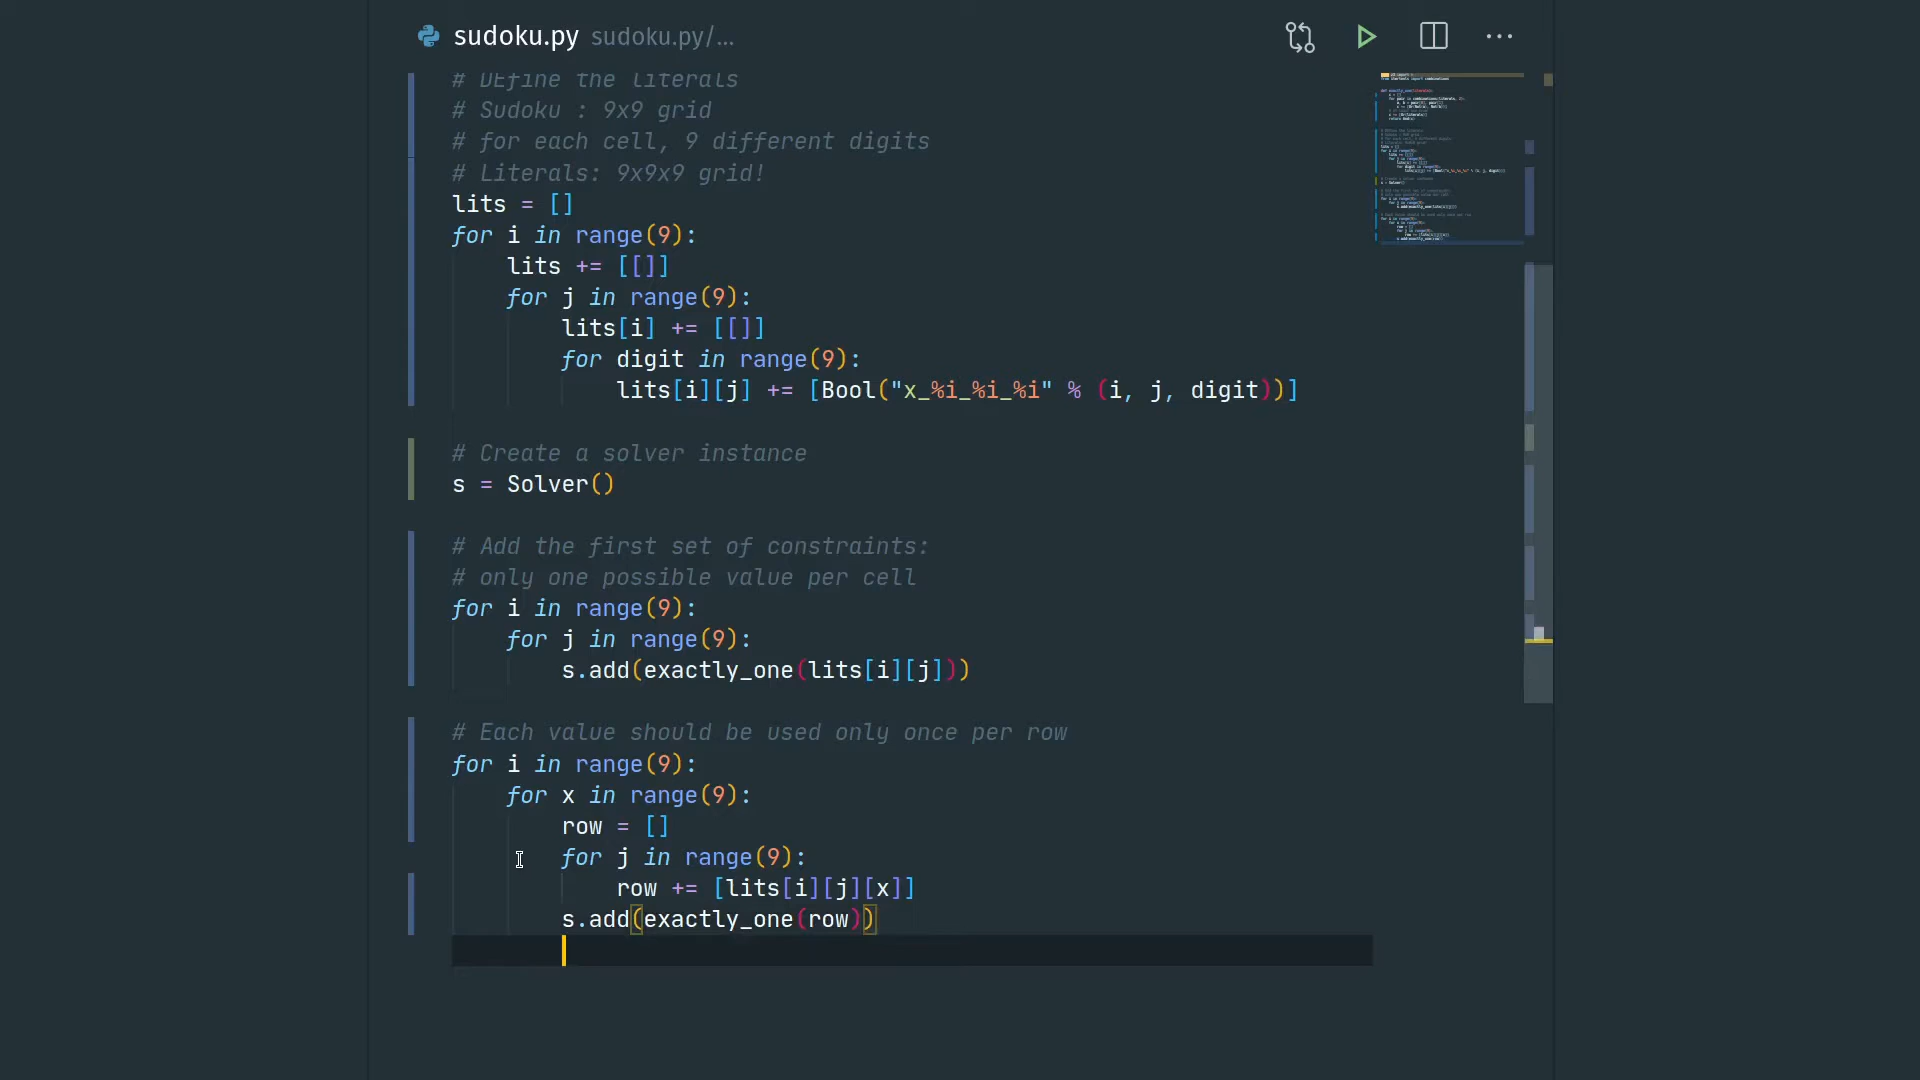 sudoku.py sudoku.py/...
# DEfine the literals
# Sudoku : 9x9 grid
# for each cell, 9 different digits
# Literals: 9x9x9 grid!
lits = []
for i in range(9):
    lits += [[]]
    for j in range(9):
        lits[i] += [[]]
        for digit in range(9):
            lits[i][j] += [Bool("x_%i_%i_%i" % (i, j, digit))]
# Create a solver instance
s = Solver()
# Add the first set of constraints:
# only one possible value per cell
for i in range(9):
    for j in range(9):
        s.add(exactly_one(lits[i][j]))
# Each value should be used only once per row
for i in range(9):
    for x in range(9):
        row = []
        for j in range(9):
            row += [lits[i][j][x]]
        s.add(exactly_one(row))